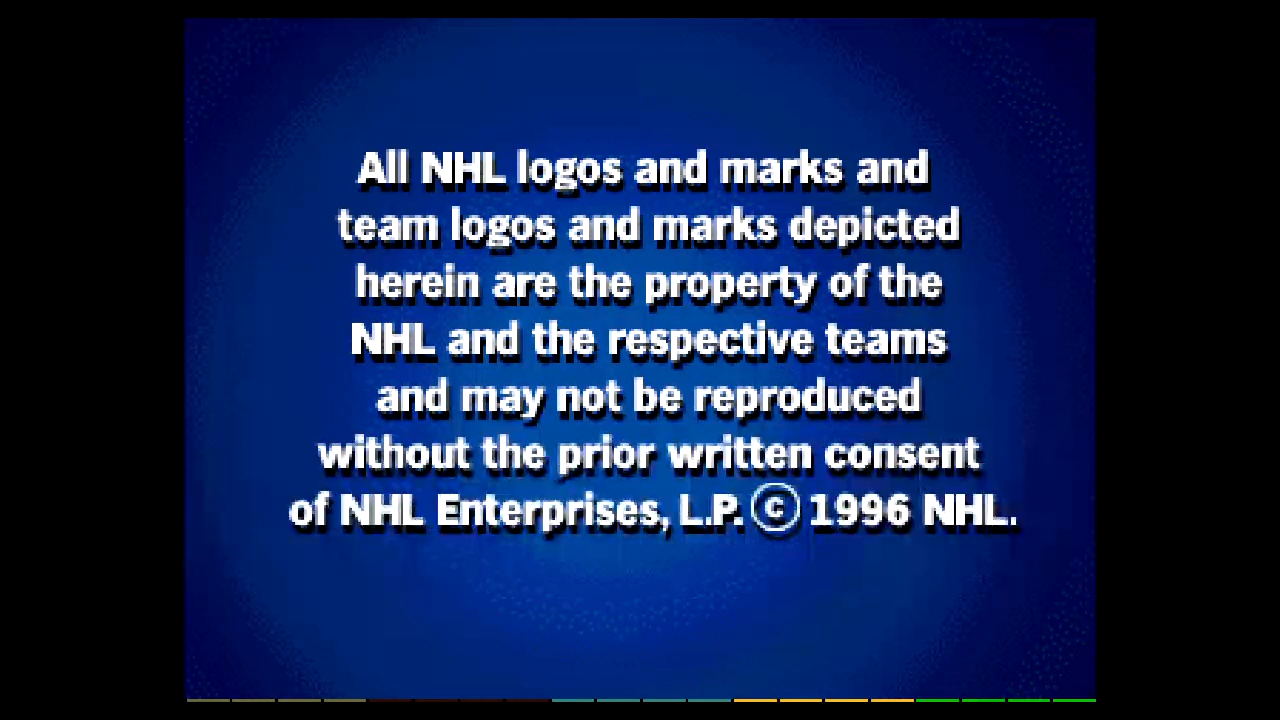 All NHL logos and marks and
team logos and marks depicted
herein are the property of the
NHL and the respective teams
and may not be reproduced
without the prior written consent
of NHL Enterprises, L.P. © 1996 NHL.